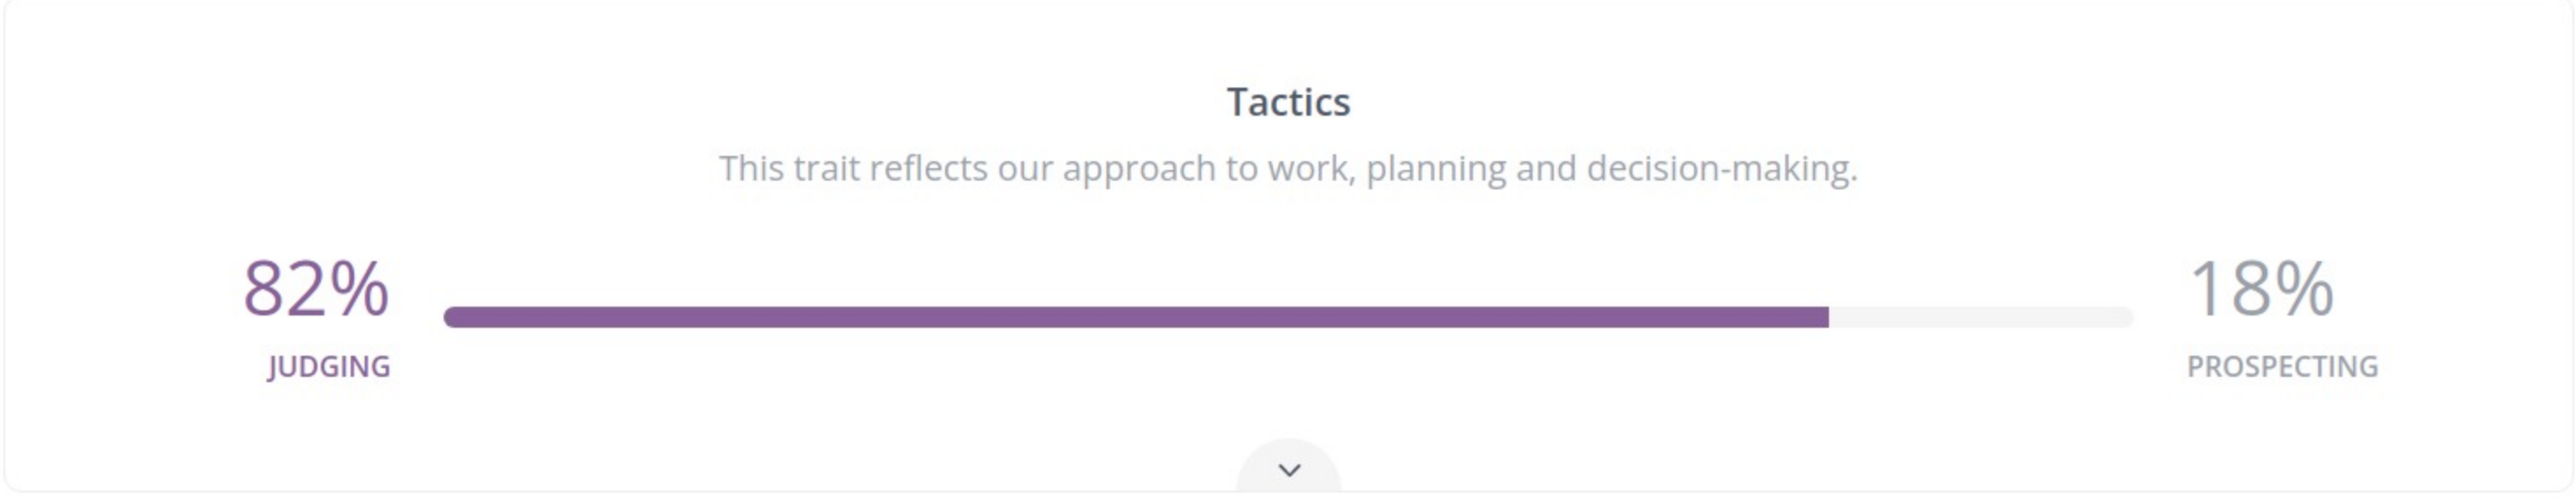 Tactics
This trait reflects our approach to work, planning and decision-making.
82%
18%
JUDGING
PROSPECTING